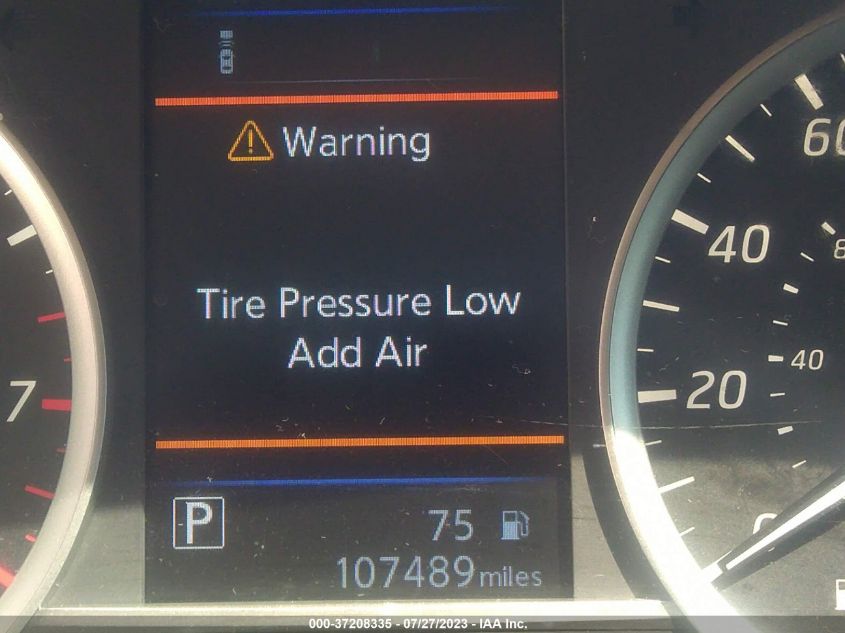 Warning
Tire Pressure Low
Add Air
P
75
107489 miles
7
60
40
20
40
000-37208335 - 07/27/2023 - IAA Inc.